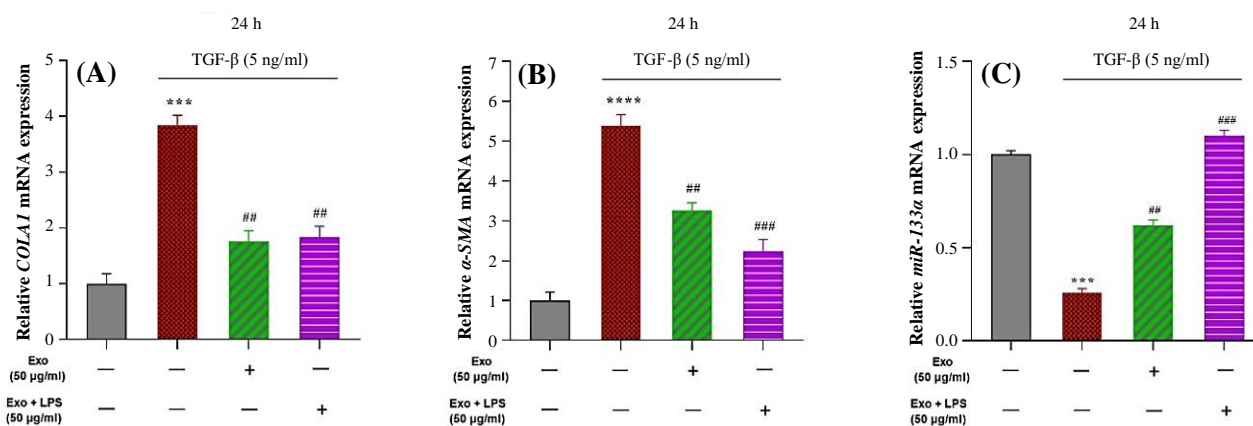 24 h
TGF-β (5 ng/ml)
(A)
Relative COLA1 mRNA expression
5
4
3
2
1
0
***
##
##
Exo
(50 µg/ml)
— — + —
Exo + LPS
(50 µg/ml)
— — — +
24 h
TGF-β (5 ng/ml)
(B)
Relative α-SMA mRNA expression
7
6
5
4
3
2
1
0
****
##
###
Exo
(50 µg/ml)
— — + —
Exo + LPS
(50 µg/ml)
— — — +
24 h
TGF-β (5 ng/ml)
(C)
Relative miR-133α mRNA expression
1.5
1.0
0.5
0.0
***
##
###
Exo
(50 µg/ml)
— — + —
Exo + LPS
(50 µg/ml)
— — — +